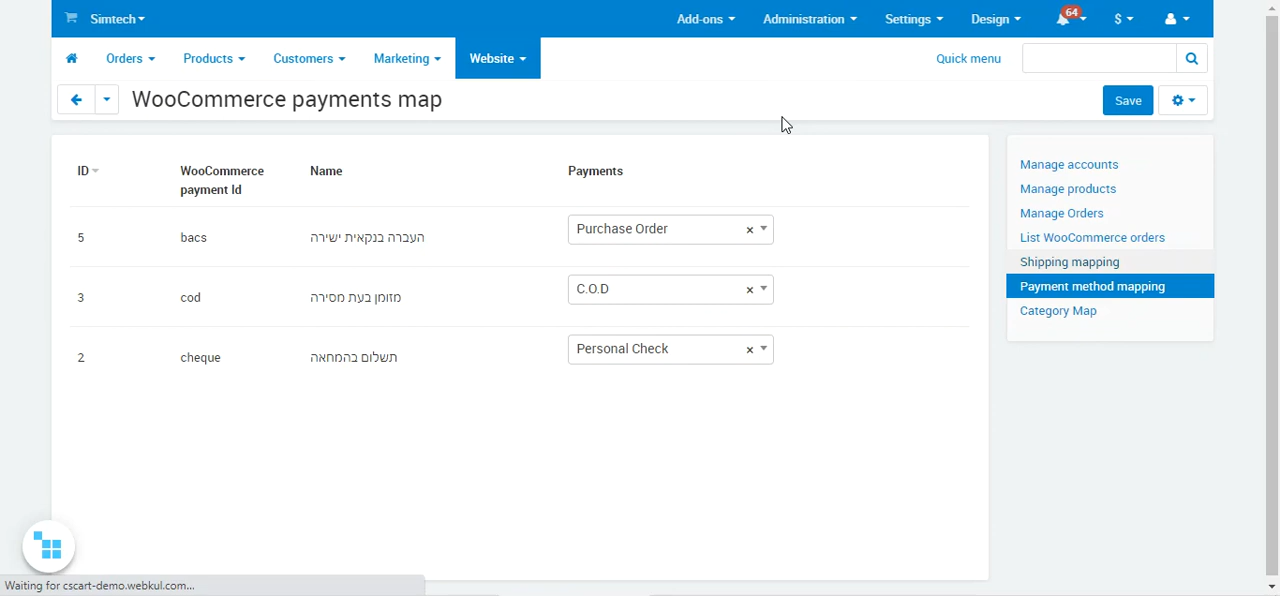 Simtech
Add-ons
Administration
Settings
Design
64
$
Orders
Products
Customers
Marketing
Website
Quick menu
WooCommerce payments map
Save
ID
WooCommerce
payment Id
Name
Payments
5
bacs
העברה בנקאית ישירה
Purchase Order
3
cod
מזומן בעת מסירה
C.O.D
2
cheque
תשלום בהמחאה
Personal Check
Manage accounts
Manage products
Manage Orders
List WooCommerce orders
Shipping mapping
Payment method mapping
Category Map
Waiting for cscart-demo.webkul.com...